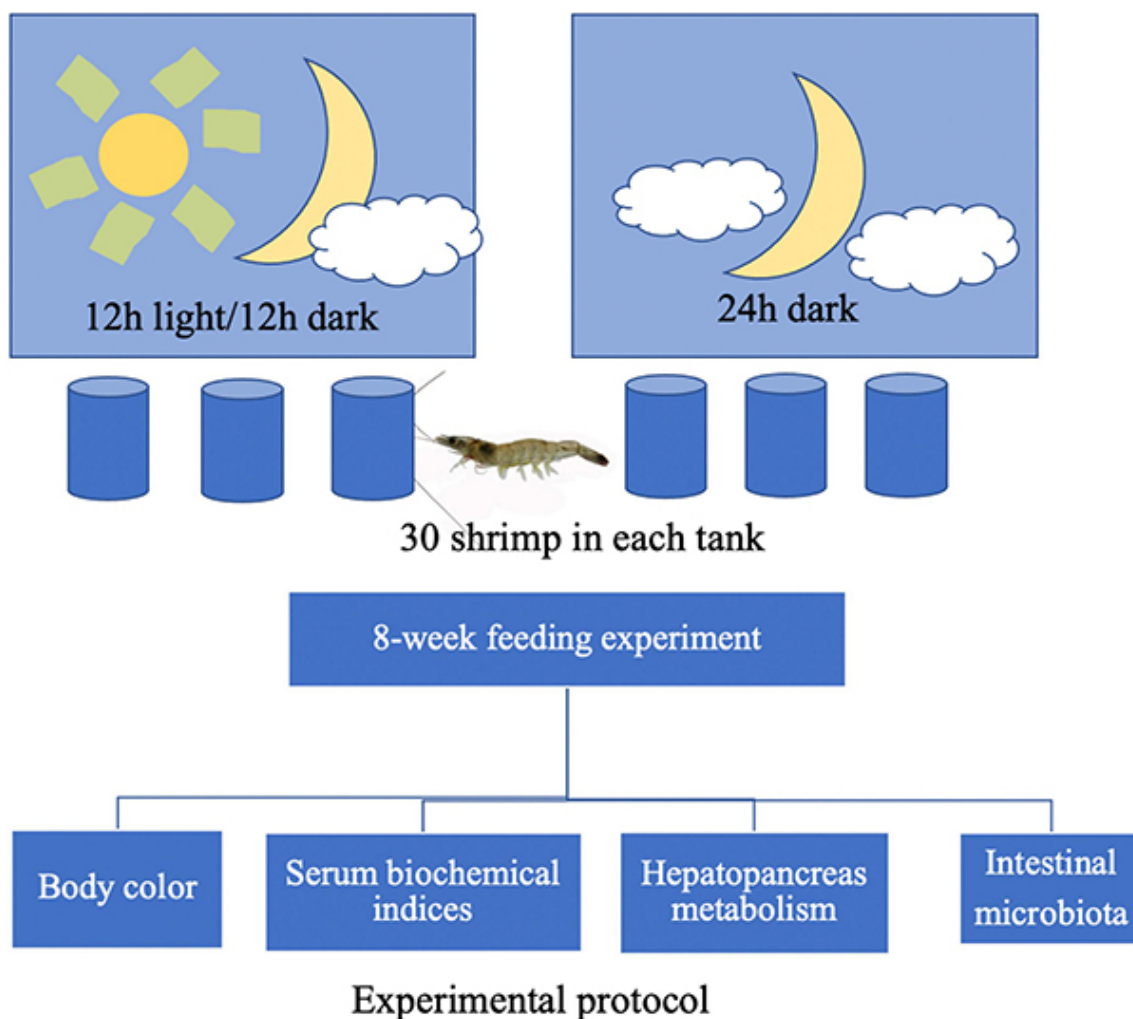 12h light/12h dark
24h dark
30 shrimp in each tank
8-week feeding experiment
Body color
Serum biochemical
indices
Hepatopancreas
metabolism
Intestinal
microbiota
Experimental protocol